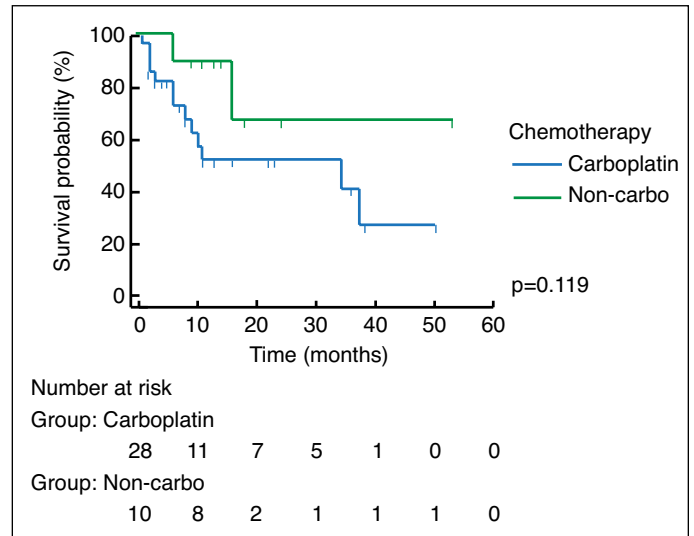 100
80
60
40
20
0
Survival probability (%)
0 10 20 30 40 50 60
Time (months)
Chemotherapy
Carboplatin
Non-carbo
p=0.119
Number at risk
Group: Carboplatin
28 11 7 5 1 0 0
Group: Non-carbo
10 8 2 1 1 1 0